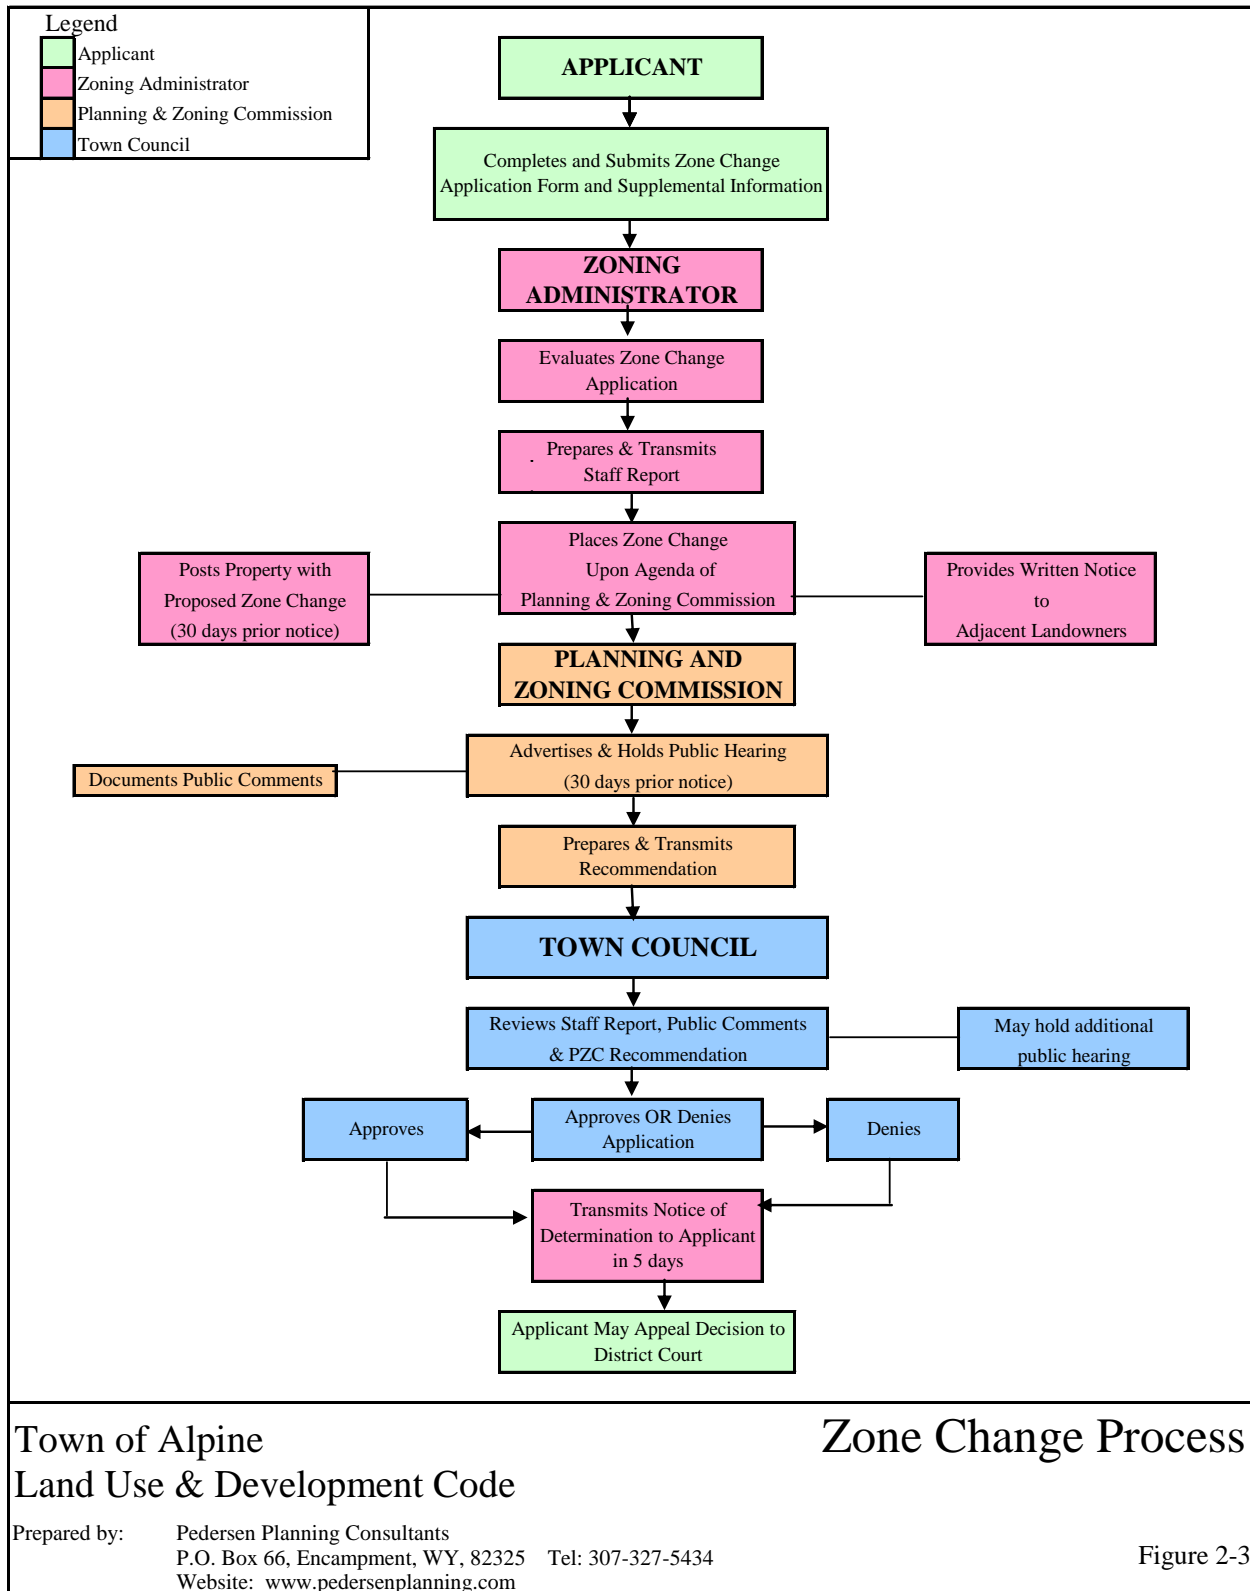 Legend
Applicant
Zoning Administrator
Planning & Zoning Commission
Town Council
APPLICANT
Completes and Submits Zone Change
Application Form and Supplemental Information
ZONING
ADMINISTRATOR
Evaluates Zone Change
Application
Prepares & Transmits
Staff Report
Places Zone Change
Upon Agenda of
Planning & Zoning Commission
Posts Property with
Proposed Zone Change
(30 days prior notice)
Provides Written Notice
to
Adjacent Landowners
PLANNING AND
ZONING COMMISSION
Advertises & Holds Public Hearing
(30 days prior notice)
Documents Public Comments
Prepares & Transmits
Recommendation
TOWN COUNCIL
Reviews Staff Report, Public Comments
& PZC Recommendation
May hold additional
public hearing
Approves
Approves OR Denies
Application
Denies
Transmits Notice of
Determination to Applicant
in 5 days
Applicant May Appeal Decision to
District Court
Town of Alpine
Land Use & Development Code
Zone Change Process
Prepared by: Pedersen Planning Consultants
P.O. Box 66, Encampment, WY, 82325 Tel: 307-327-5434
Website: www.pedersenplanning.com
Figure 2-3